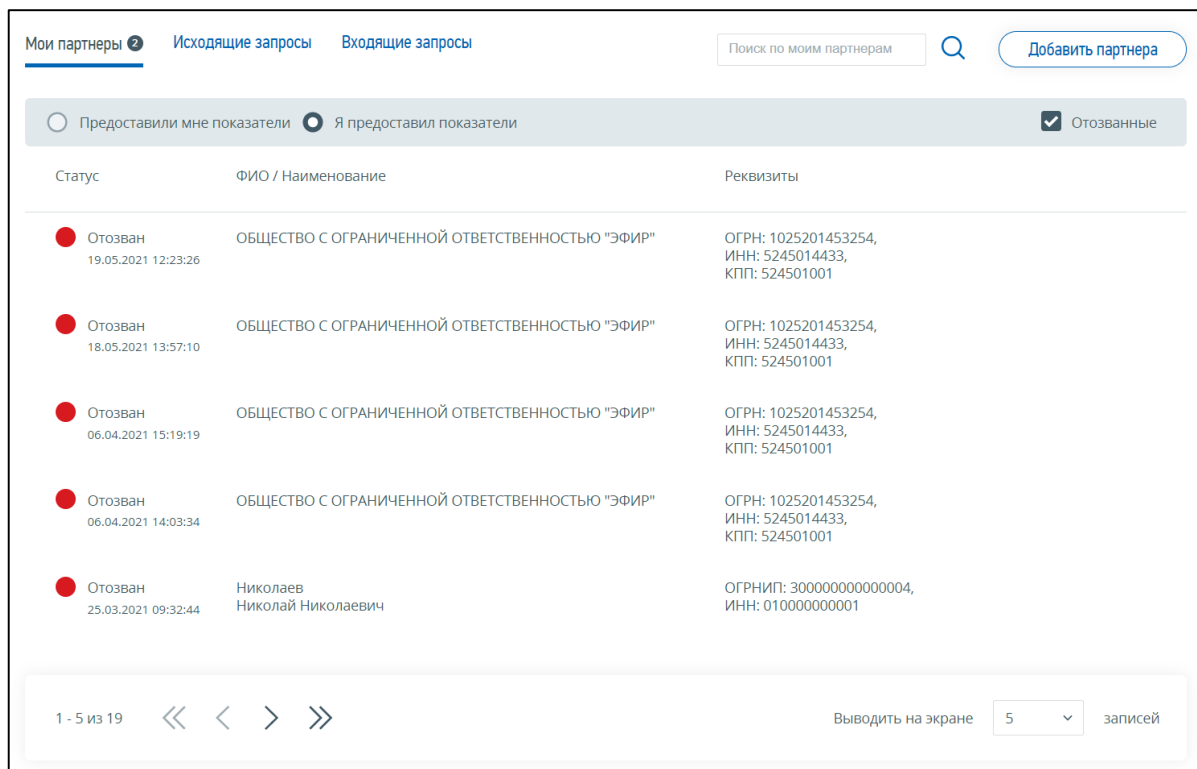 Мои партнеры 2 Исходящие запросы Входящие запросы Поиск по моим партнерам Добавить партнера
Предоставили мне показатели Я предоставил показатели Отозванные
Статус ФИО / Наименование Реквизиты
Отозван ОБЩЕСТВО С ОГРАНИЧЕННОЙ ОТВЕТСТВЕННОСТЬЮ "ЭФИР" ОГРН: 1025201453254,
19.05.2021 12:23:26 ИНН: 5245014433,
КПП: 524501001
Отозван ОБЩЕСТВО С ОГРАНИЧЕННОЙ ОТВЕТСТВЕННОСТЬЮ "ЭФИР" ОГРН: 1025201453254,
18.05.2021 13:57:10 ИНН: 5245014433,
КПП: 524501001
Отозван ОБЩЕСТВО С ОГРАНИЧЕННОЙ ОТВЕТСТВЕННОСТЬЮ "ЭФИР" ОГРН: 1025201453254,
06.04.2021 15:19:19 ИНН: 5245014433,
КПП: 524501001
Отозван ОБЩЕСТВО С ОГРАНИЧЕННОЙ ОТВЕТСТВЕННОСТЬЮ "ЭФИР" ОГРН: 1025201453254,
06.04.2021 14:03:34 ИНН: 5245014433,
КПП: 524501001
Отозван Николаев ОГРНИП: 300000000000004,
25.03.2021 09:32:44 Николай Николаевич ИНН: 010000000001
1 - 5 из 19 Выводить на экране 5 записей